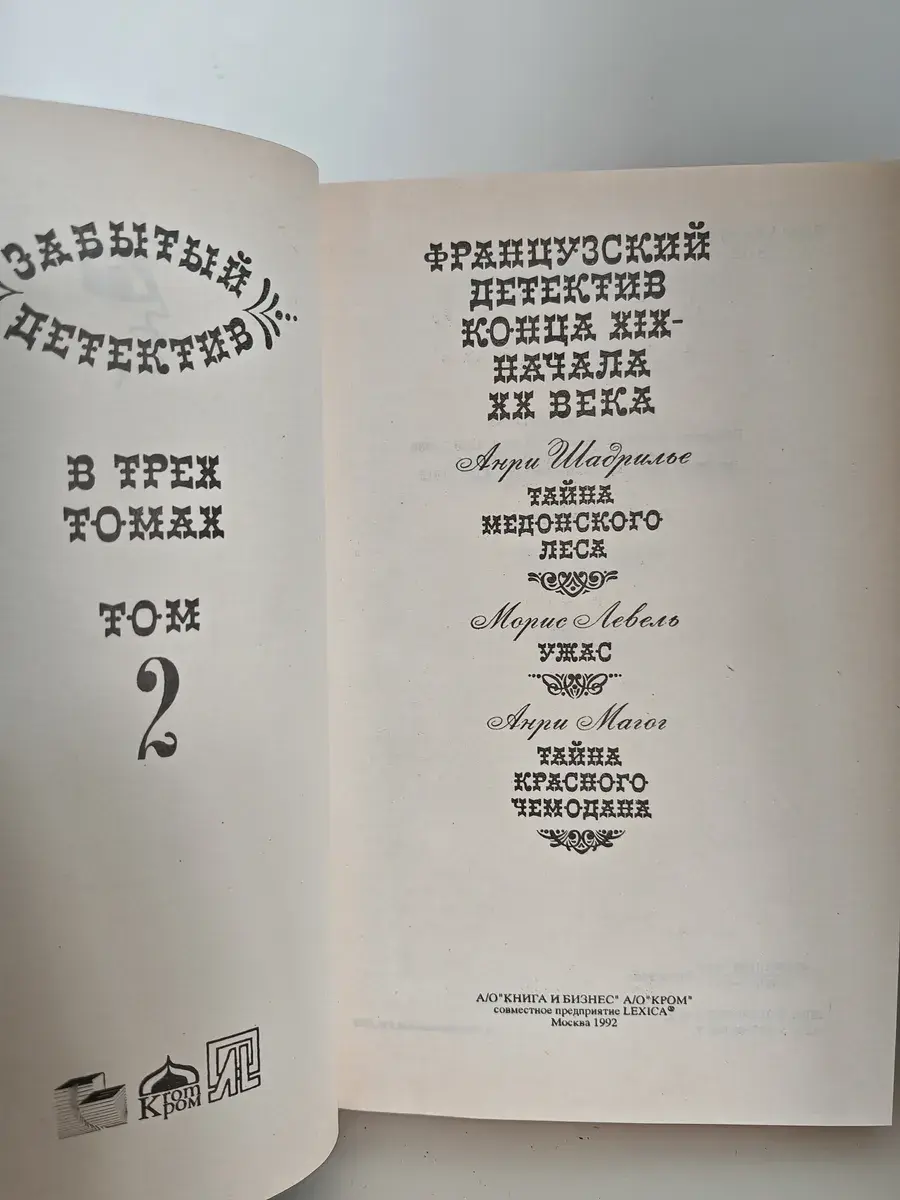 ЗАБЫТЫЙ
ДЕТЕКТИВ
В ТРЕХ
ТОМАХ
ТОМ
2
Кгот
Кром
ФРАНЦУЗСКИЙ
ДЕТЕКТИВ
КОНЦА XIX-
НАЧАЛА
XX ВЕКА
Анри Шадрилье
ТАЙНА
МЕДОНСКОГО
ЛЕСА
Морис Левель
УЖАС
Анри Магог
ТАЙНА
КРАСНОГО
ЧЕМОДАНА
А/О"КНИГА И БИЗНЕС" А/О"КРОМ"
совместное предприятие LEXICA®
Москва 1992